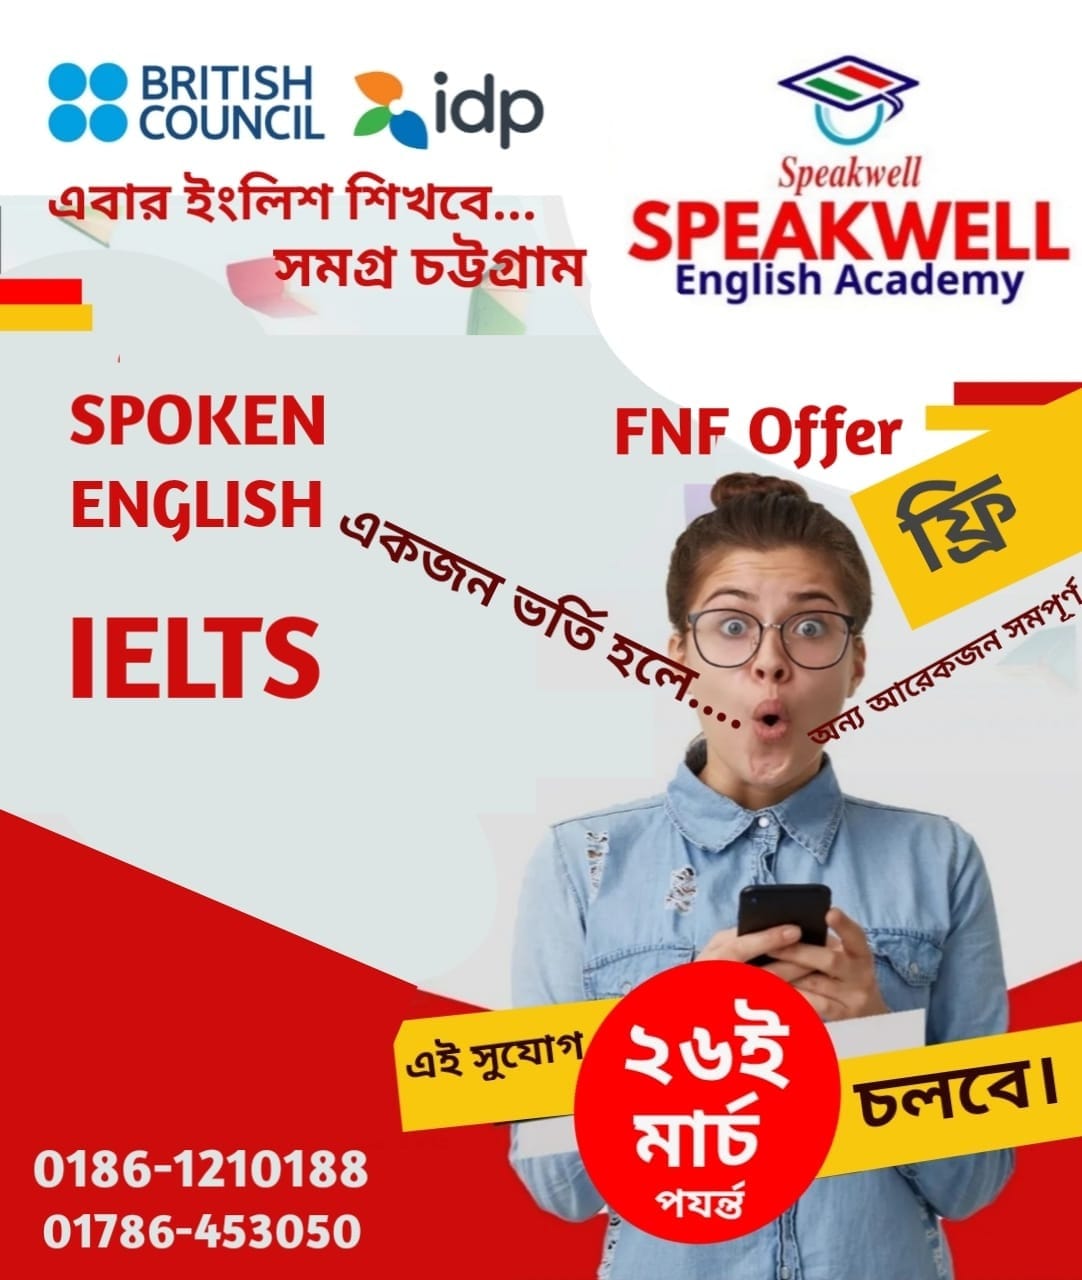 BRITISH
COUNCIL
idp
এবার ইংলিশ শিখবে...
সমগ্র চট্টগ্রাম
Speakwell
SPEAKWELL
English Academy
SPOKEN
ENGLISH
IELTS
FNF Offer
ফ্রি
একজন ভর্তি হলে....
অন্য আরেকজন সমপূর্ণ
এই সুযোগ
২৬ই
মার্চ
পযর্ন্ত
চলবে।
0186-1210188
01786-453050